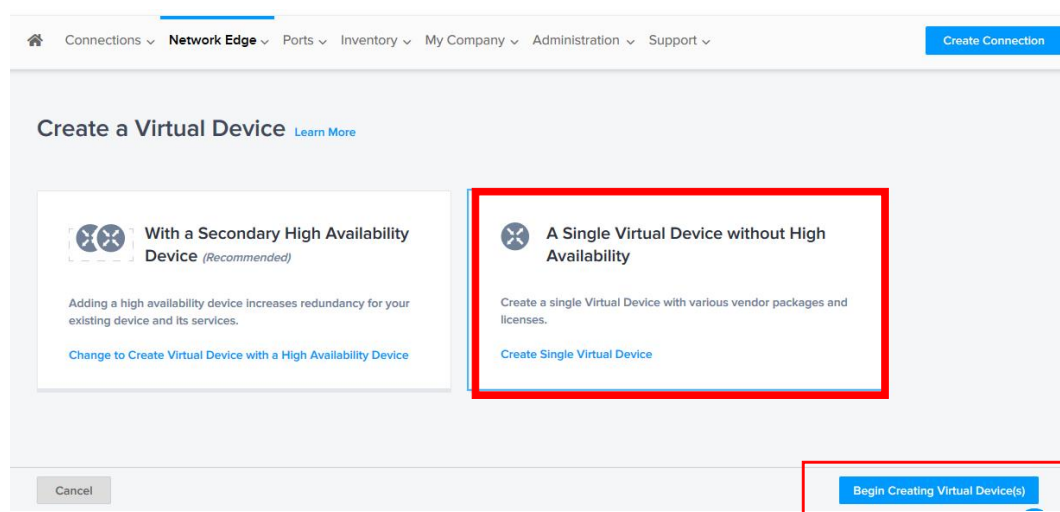 Connections Network Edge Ports Inventory My Company Administration Support Create Connection
Create a Virtual Device Learn More
With a Secondary High Availability
Device (Recommended)
Adding a high availability device increases redundancy for your
existing device and its services.
Change to Create Virtual Device with a High Availability Device
A Single Virtual Device without High
Availability
Create a single Virtual Device with various vendor packages and
licenses.
Create Single Virtual Device
Cancel
Begin Creating Virtual Device(s)